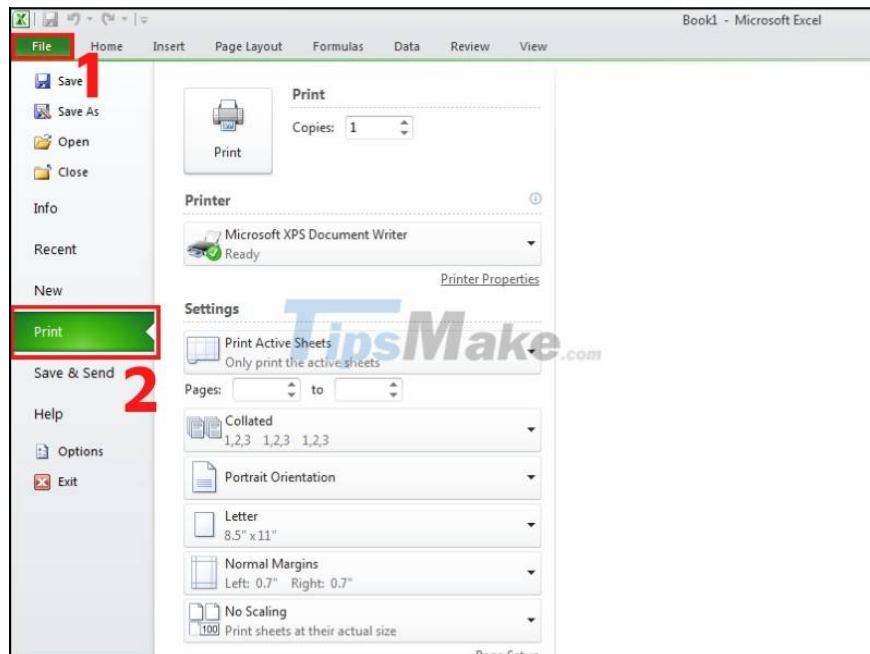 Book1 - Microsoft Excel
File Home Insert Page Layout Formulas Data Review View
1
Save
Save As
Open
Close
Info
Recent
New
Print
2
Save & Send
Help
Options
Exit
Print
Print
Copies: 1
Printer
Microsoft XPS Document Writer
Ready
Printer Properties
Settings
TipsMake.com
Print Active Sheets
Only print the active sheets
Pages: to
Collated
1,2,3 1,2,3 1,2,3
Portrait Orientation
Letter
8.5" x 11"
Normal Margins
Left: 0.7" Right: 0.7"
No Scaling
100 Print sheets at their actual size
Page Setup